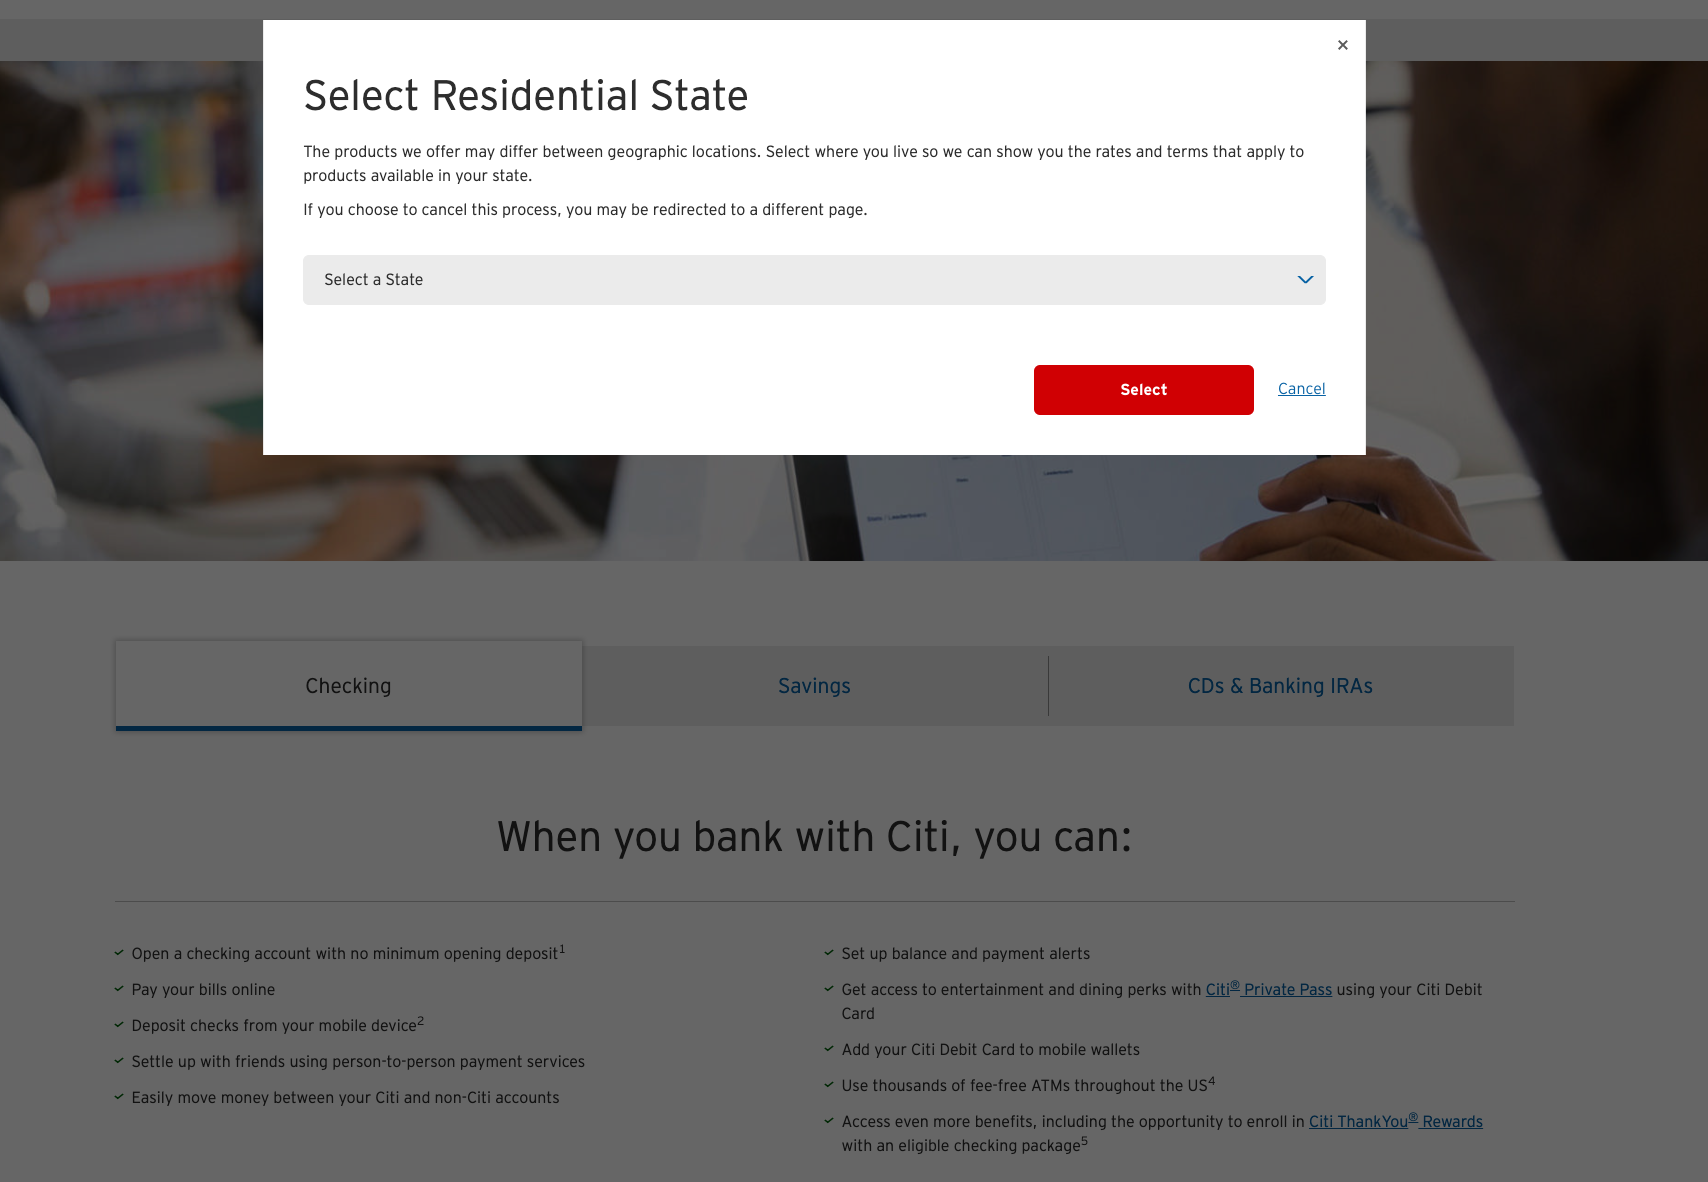 ×
Select Residential State
The products we offer may differ between geographic locations. Select where you live so we can show you the rates and terms that apply to
products available in your state.
If you choose to cancel this process, you may be redirected to a different page.
Select a State
Select
Cancel
Checking
Savings
CDs & Banking IRAs
When you bank with Citi, you can:
Open a checking account with no minimum opening deposit1
Pay your bills online
Deposit checks from your mobile device2
Settle up with friends using person-to-person payment services
Easily move money between your Citi and non-Citi accounts
Set up balance and payment alerts
Get access to entertainment and dining perks with Citi® Private Pass using your Citi Debit
Card
Add your Citi Debit Card to mobile wallets
Use thousands of fee-free ATMs throughout the US4
Access even more benefits, including the opportunity to enroll in Citi ThankYou® Rewards
with an eligible checking package5